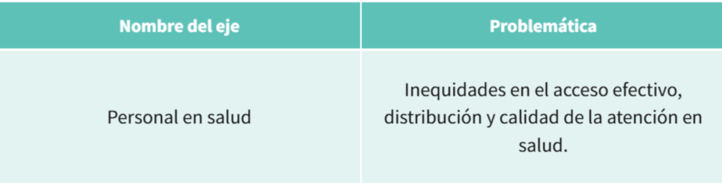 Nombre del eje
Problemática
Personal en salud
Inequidades en el acceso efectivo,
distribución y calidad de la atención en
salud.